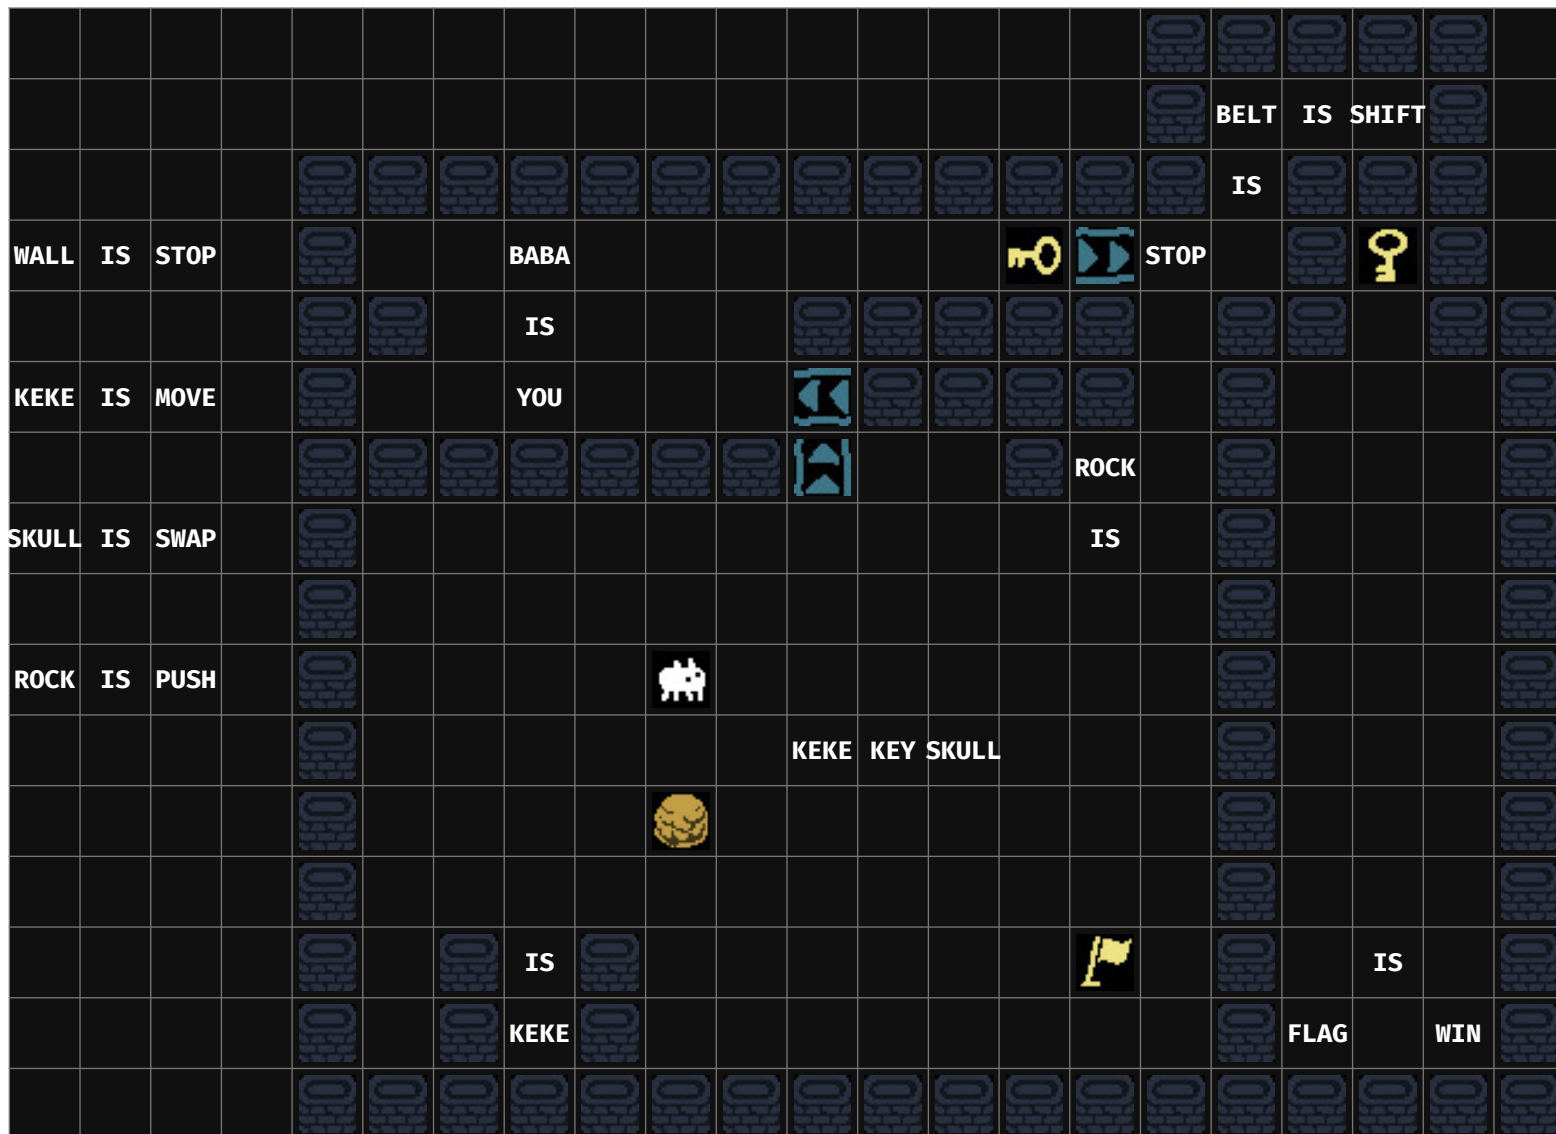 BELT IS SHIFT
IS
WALL IS STOP BABA STOP
IS
KEKE IS MOVE YOU
ROCK
SKULL IS SWAP IS
ROCK IS PUSH
KEKE KEY SKULL
IS IS
KEKE FLAG WIN